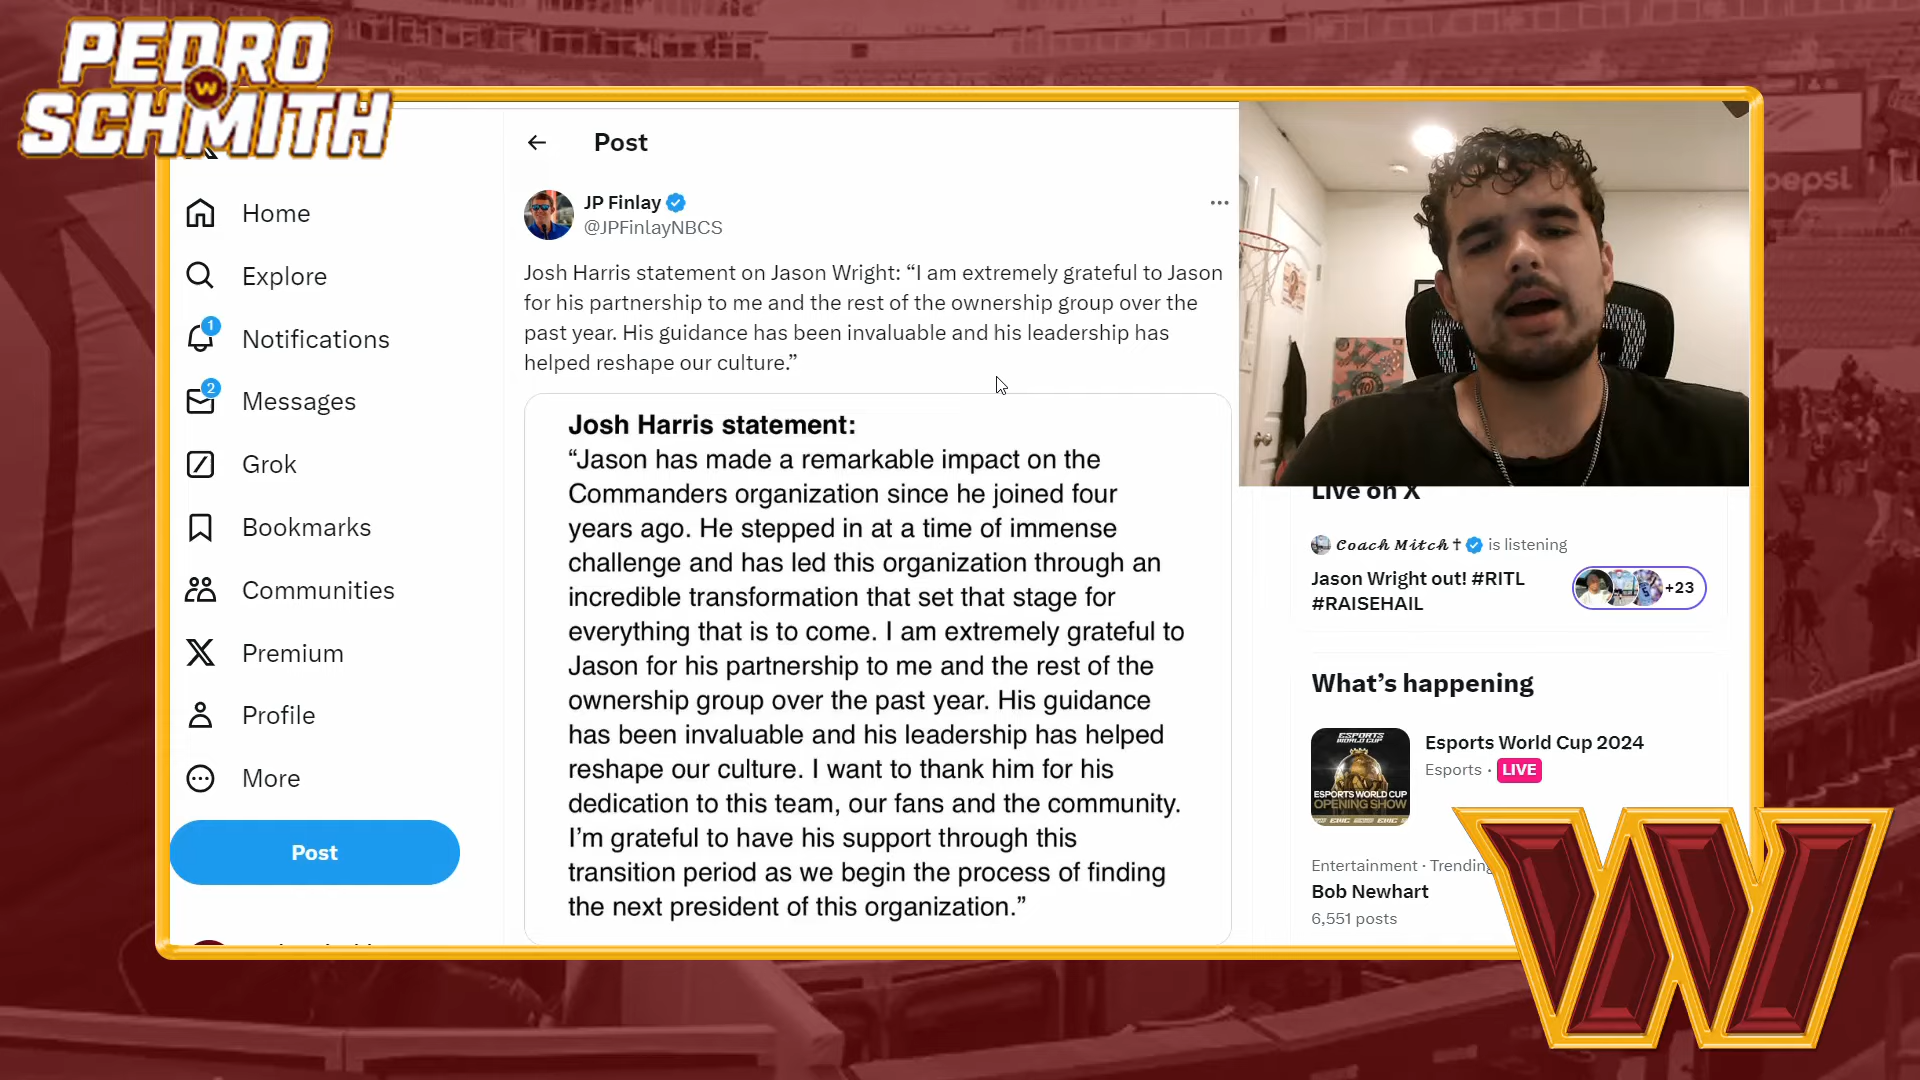 PEDRO
SCHMITH
W
Home
Explore
1
Notifications
2
Messages
Grok
Bookmarks
Communities
Premium
Profile
More
Post
Post
JP Finlay
@JPFinlayNBCS
Josh Harris statement on Jason Wright: “I am extremely grateful to Jason
for his partnership to me and the rest of the ownership group over the
past year. His guidance has been invaluable and his leadership has
helped reshape our culture.”
Josh Harris statement:
“Jason has made a remarkable impact on the
Commanders organization since he joined four
years ago. He stepped in at a time of immense
challenge and has led this organization through an
incredible transformation that set that stage for
everything that is to come. I am extremely grateful to
Jason for his partnership to me and the rest of the
ownership group over the past year. His guidance
has been invaluable and his leadership has helped
reshape our culture. I want to thank him for his
dedication to this team, our fans and the community.
I’m grateful to have his support through this
transition period as we begin the process of finding
the next president of this organization.”
pepsi
Live on X
Coach Mitch✝ is listening
Jason Wright out! #RITL
#RAISEHAIL
+23
What’s happening
ESPORTS
WORLD CUP
ESPORTS WORLD CUP
OPENING SHOW
Esports World Cup 2024
Esports · LIVE
Entertainment · Trending
Bob Newhart
6,551 posts
W